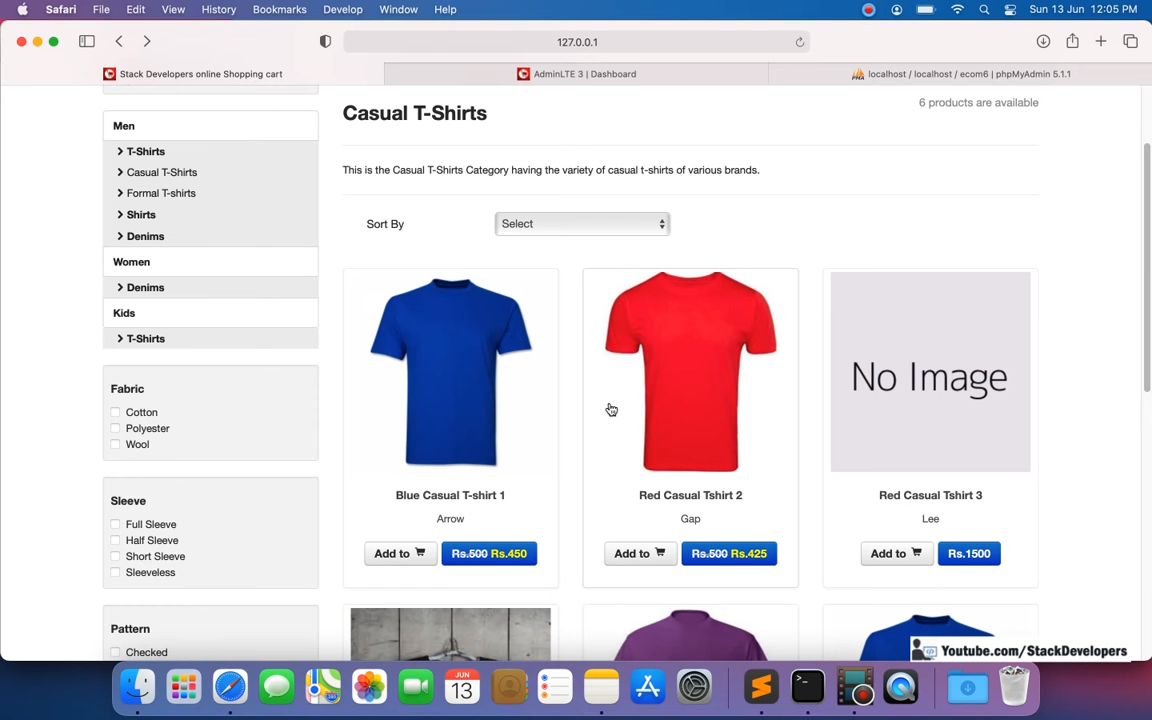 Safari File Edit View History Bookmarks Develop Window Help Sun 13 Jun 12:05 PM
127.0.0.1
Stack Developers online Shopping cart AdminLTE 3 | Dashboard localhost / localhost / ecom6 | phpMyAdmin 5.1.1
Casual T-Shirts 6 products are available
Men
T-Shirts
Casual T-Shirts
Formal T-shirts
Shirts
Denims
Women
Denims
Kids
T-Shirts
This is the Casual T-Shirts Category having the variety of casual t-shirts of various brands.
Sort By Select
Fabric
Cotton
Polyester
Wool
Sleeve
Full Sleeve
Half Sleeve
Short Sleeve
Sleeveless
Pattern
Checked
No Image
Blue Casual T-shirt 1 Red Casual Tshirt 2 Red Casual Tshirt 3
Arrow Gap Lee
Add to Rs.500 Rs.450 Add to Rs.500 Rs.425 Add to Rs.1500
Youtube.com/StackDevelopers
JUN
13